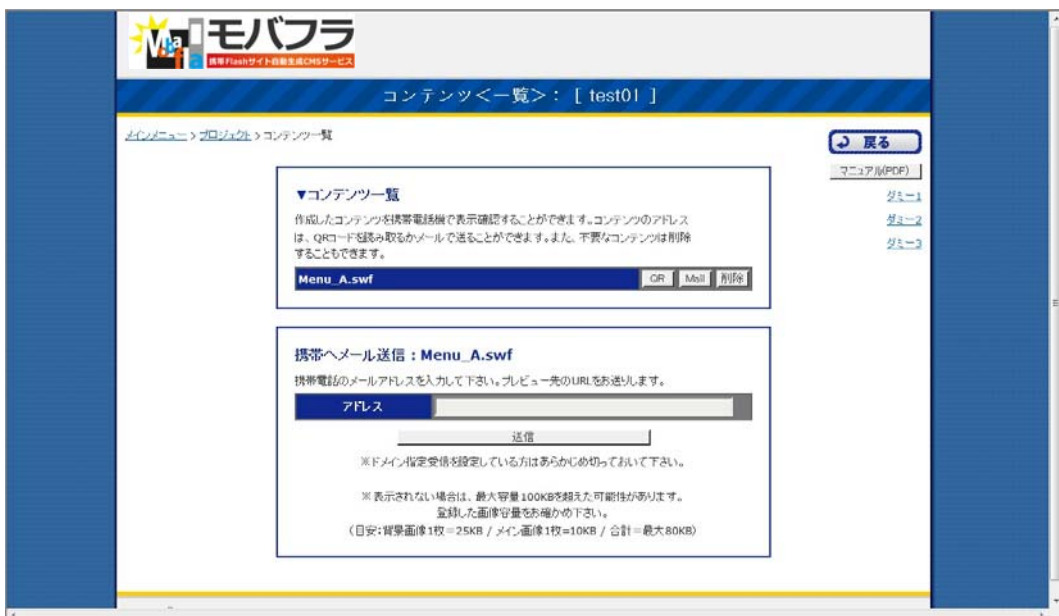 Mobafla
モバフラ
携帯Flashサイト自動生成CMSサービス
コンテンツ<一覧>: [ test01 ]
メインメニュー > プロジェクト > コンテンツ一覧
戻る
マニュアル(PDF)
ダミー1
ダミー2
ダミー3
▼コンテンツ一覧
作成したコンテンツを携帯電話機で表示確認することができます。コンテンツのアドレス
は、QRコードを読み取るかメールで送ることができます。また、不要なコンテンツは削除
することもできます。
Menu_A.swf QR Mail 削除
携帯へメール送信:Menu_A.swf
携帯電話のメールアドレスを入力して下さい。プレビュー先のURLをお送りします。
アドレス
送信
※ドメイン指定受信を設定している方はあらかじめ切っておいて下さい。
※表示されない場合は、最大容量100KBを超えた可能性があります。
登録した画像容量をお確かめ下さい。
(目安:背景画像1枚=25KB / メイン画像1枚=10KB / 合計=最大80KB)